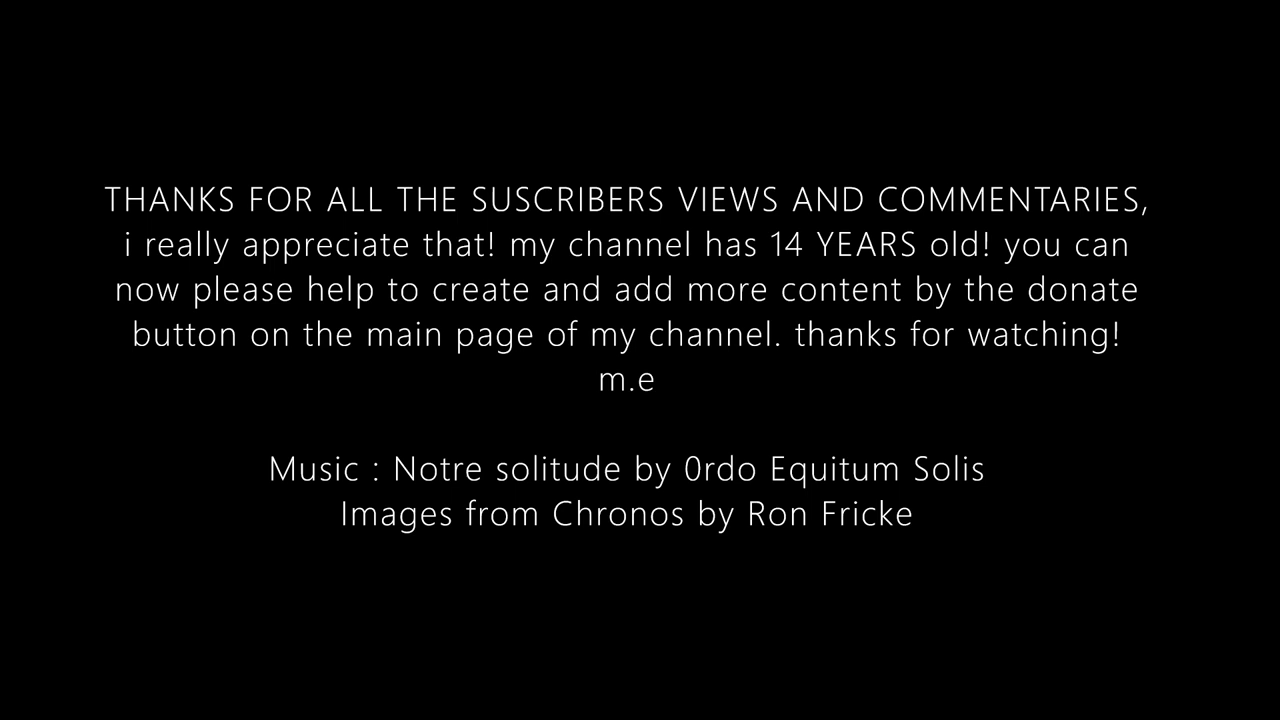 THANKS FOR ALL THE SUSCRIBERS VIEWS AND COMMENTARIES,
i really appreciate that! my channel has 14 YEARS old! you can
now please help to create and add more content by the donate
button on the main page of my channel. thanks for watching!
m.e
Music : Notre solitude by 0rdo Equitum Solis
Images from Chronos by Ron Fricke